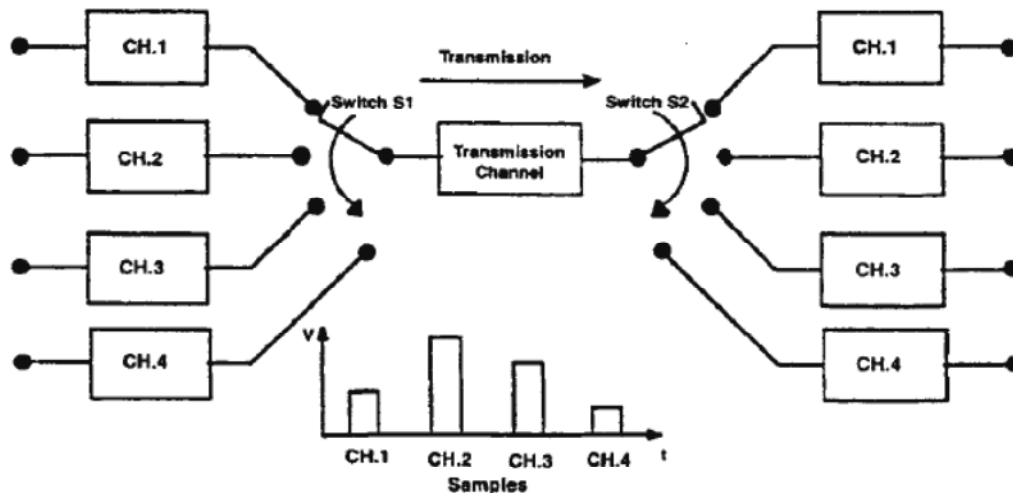 CH.1
CH.2
CH.3
CH.4
Transmission
Switch S1
Switch S2
Transmission
Channel
CH.1
CH.2
CH.3
CH.4
V
t
CH.1 CH.2 CH.3 CH.4
Samples